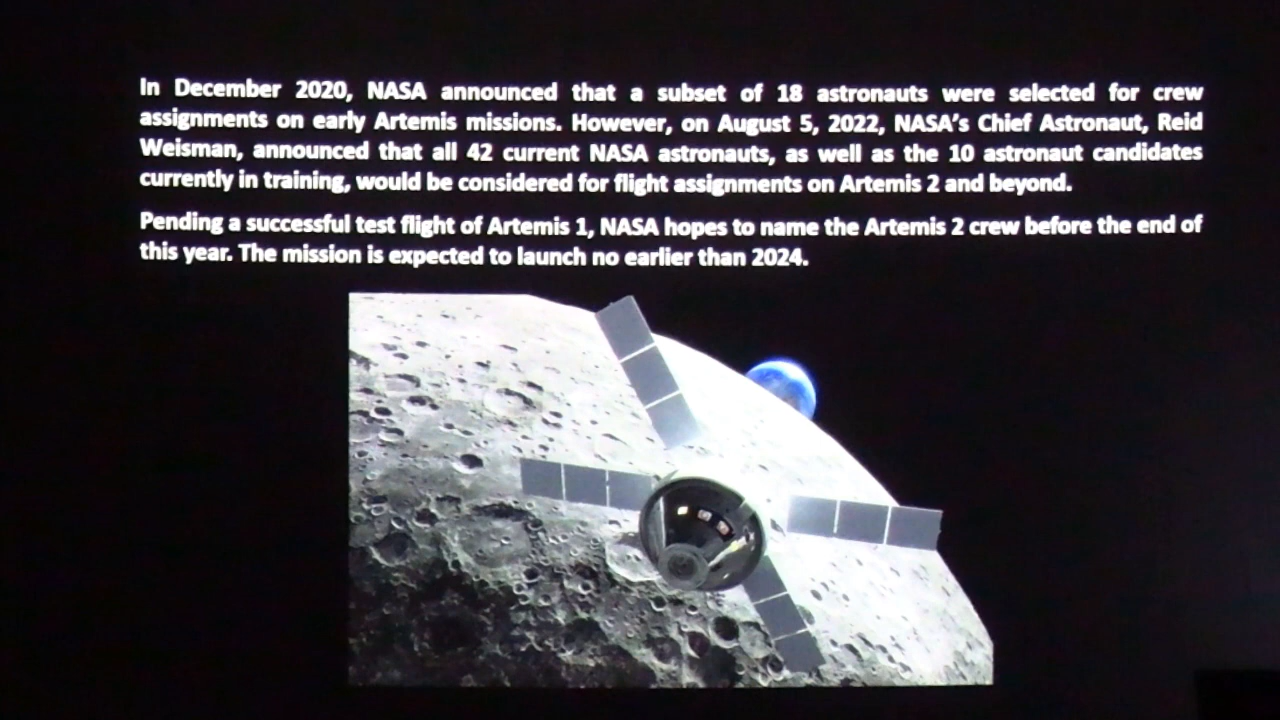 In December 2020, NASA announced that a subset of 18 astronauts were selected for crew
assignments on early Artemis missions. However, on August 5, 2022, NASA's Chief Astronaut, Reid
Weisman, announced that all 42 current NASA astronauts, as well as the 10 astronaut candidates
currently in training, would be considered for flight assignments on Artemis 2 and beyond.
Pending a successful test flight of Artemis 1, NASA hopes to name the Artemis 2 crew before the end of
this year. The mission is expected to launch no earlier than 2024.